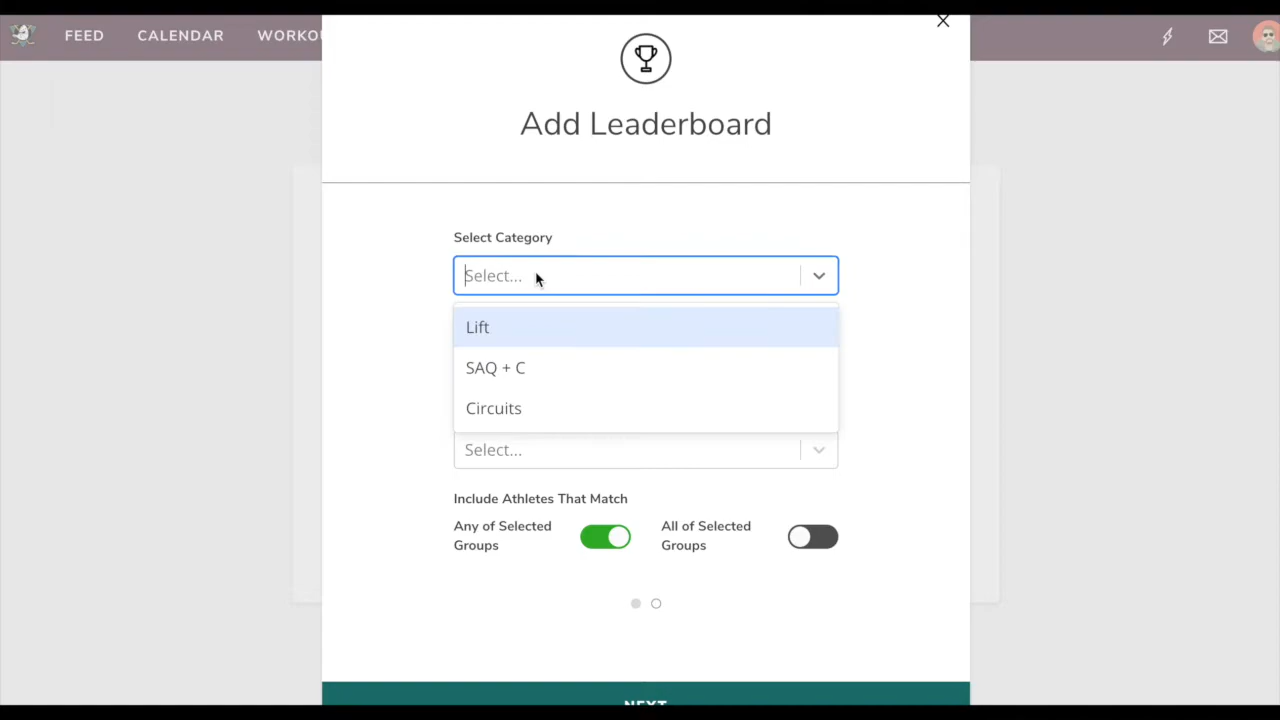 FEED CALENDAR
Add Leaderboard
Select Category
Select...
Lift
SAQ + C
Circuits
Select...
Include Athletes That Match
Any of Selected
Groups
All of Selected
Groups
NEXT